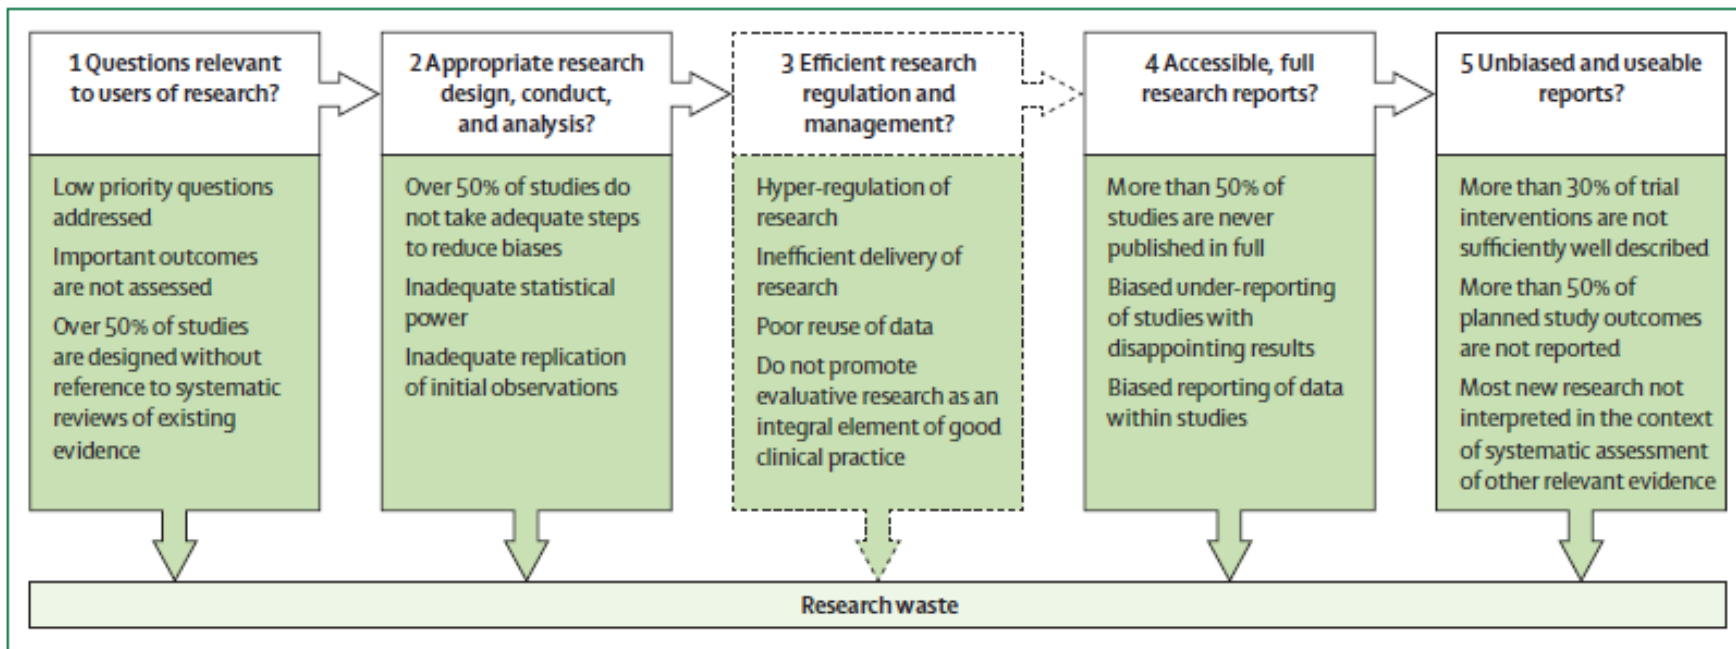 1 Questions relevant
to users of research?
Low priority questions
addressed
Important outcomes
are not assessed
Over 50% of studies
are designed without
reference to systematic
reviews of existing
evidence
2 Appropriate research
design, conduct,
and analysis?
Over 50% of studies do
not take adequate steps
to reduce biases
Inadequate statistical
power
Inadequate replication
of initial observations
3 Efficient research
regulation and
management?
Hyper-regulation of
research
Inefficient delivery of
research
Poor reuse of data
Do not promote
evaluative research as an
integral element of good
clinical practice
4 Accessible, full
research reports?
More than 50% of
studies are never
published in full
Biased under-reporting
of studies with
disappointing results
Biased reporting of data
within studies
5 Unbiased and useable
reports?
More than 30% of trial
interventions are not
sufficiently well described
More than 50% of
planned study outcomes
are not reported
Most new research not
interpreted in the context
of systematic assessment
of other relevant evidence
Research waste